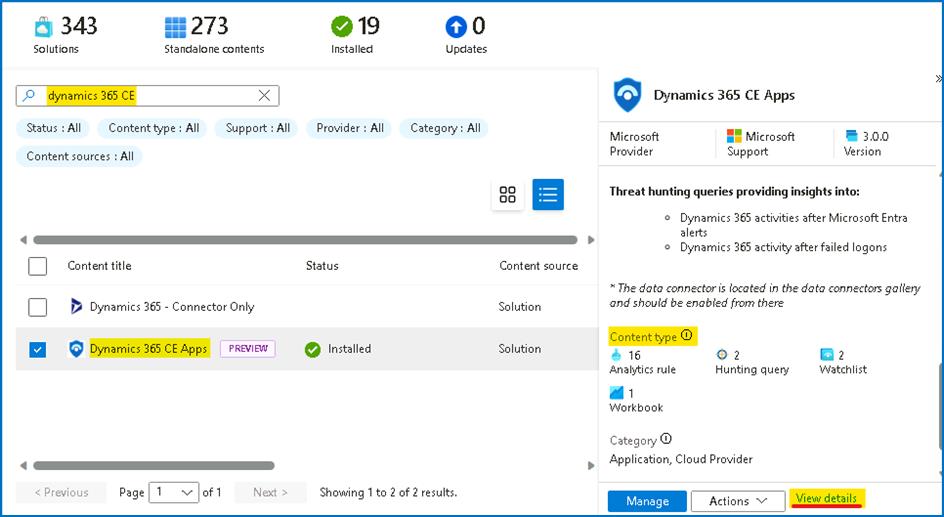 343
Solutions
273
Standalone contents
19
Installed
0
Updates
dynamics 365 CE
Status : All
Content type : All
Support : All
Provider : All
Category : All
Content sources : All
Content title
Status
Content source
Dynamics 365 - Connector Only
Solution
Dynamics 365 CE Apps
PREVIEW
Installed
Solution
< Previous
Page 1 of 1
Next >
Showing 1 to 2 of 2 results.
Dynamics 365 CE Apps
Microsoft
Provider
Microsoft
Support
3.0.0
Version
Threat hunting queries providing insights into:
Dynamics 365 activities after Microsoft Entra
alerts
Dynamics 365 activity after failed logons
* The data connector is located in the data connectors gallery
and should be enabled from there
Content type
16
Analytics rule
2
Hunting query
2
Watchlist
1
Workbook
Category
Application, Cloud Provider
Manage
Actions
View details